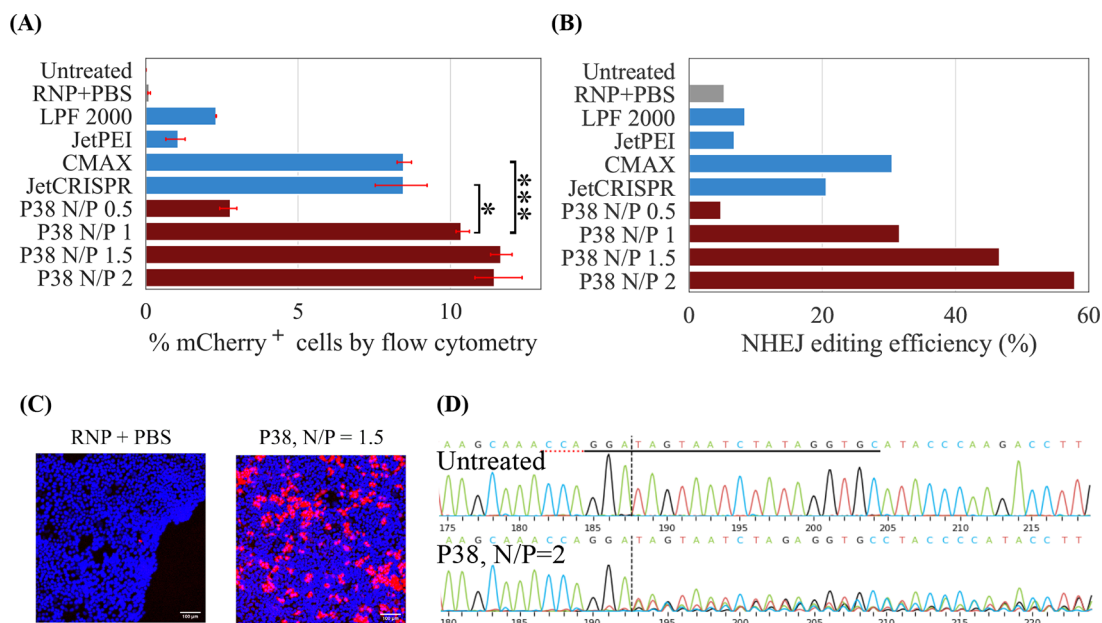 (A)
Untreated
RNP+PBS
LPF 2000
JetPEI
CMAX
JetCRISPR
P38 N/P 0.5
P38 N/P 1
P38 N/P 1.5
P38 N/P 2
*
***
0 5 10
% mCherry+ cells by flow cytometry
(B)
Untreated
RNP+PBS
LPF 2000
JetPEI
CMAX
JetCRISPR
P38 N/P 0.5
P38 N/P 1
P38 N/P 1.5
P38 N/P 2
0 20 40 60
NHEJ editing efficiency (%)
(C)
RNP + PBS
100 µm
P38, N/P = 1.5
100 µm
(D)
A A G C A A A C C A G G A T A G T A A T C T A T A G G T G C A T A C C C A A G A C C T T
Untreated
175 180 185 190 195 200 205 210 215
A A G C A A A C C A G G A T A G T A A T C T A G A G G T G C C T A C C C C A T A C C T T
P38, N/P=2
180 185 190 195 200 205 210 215 220